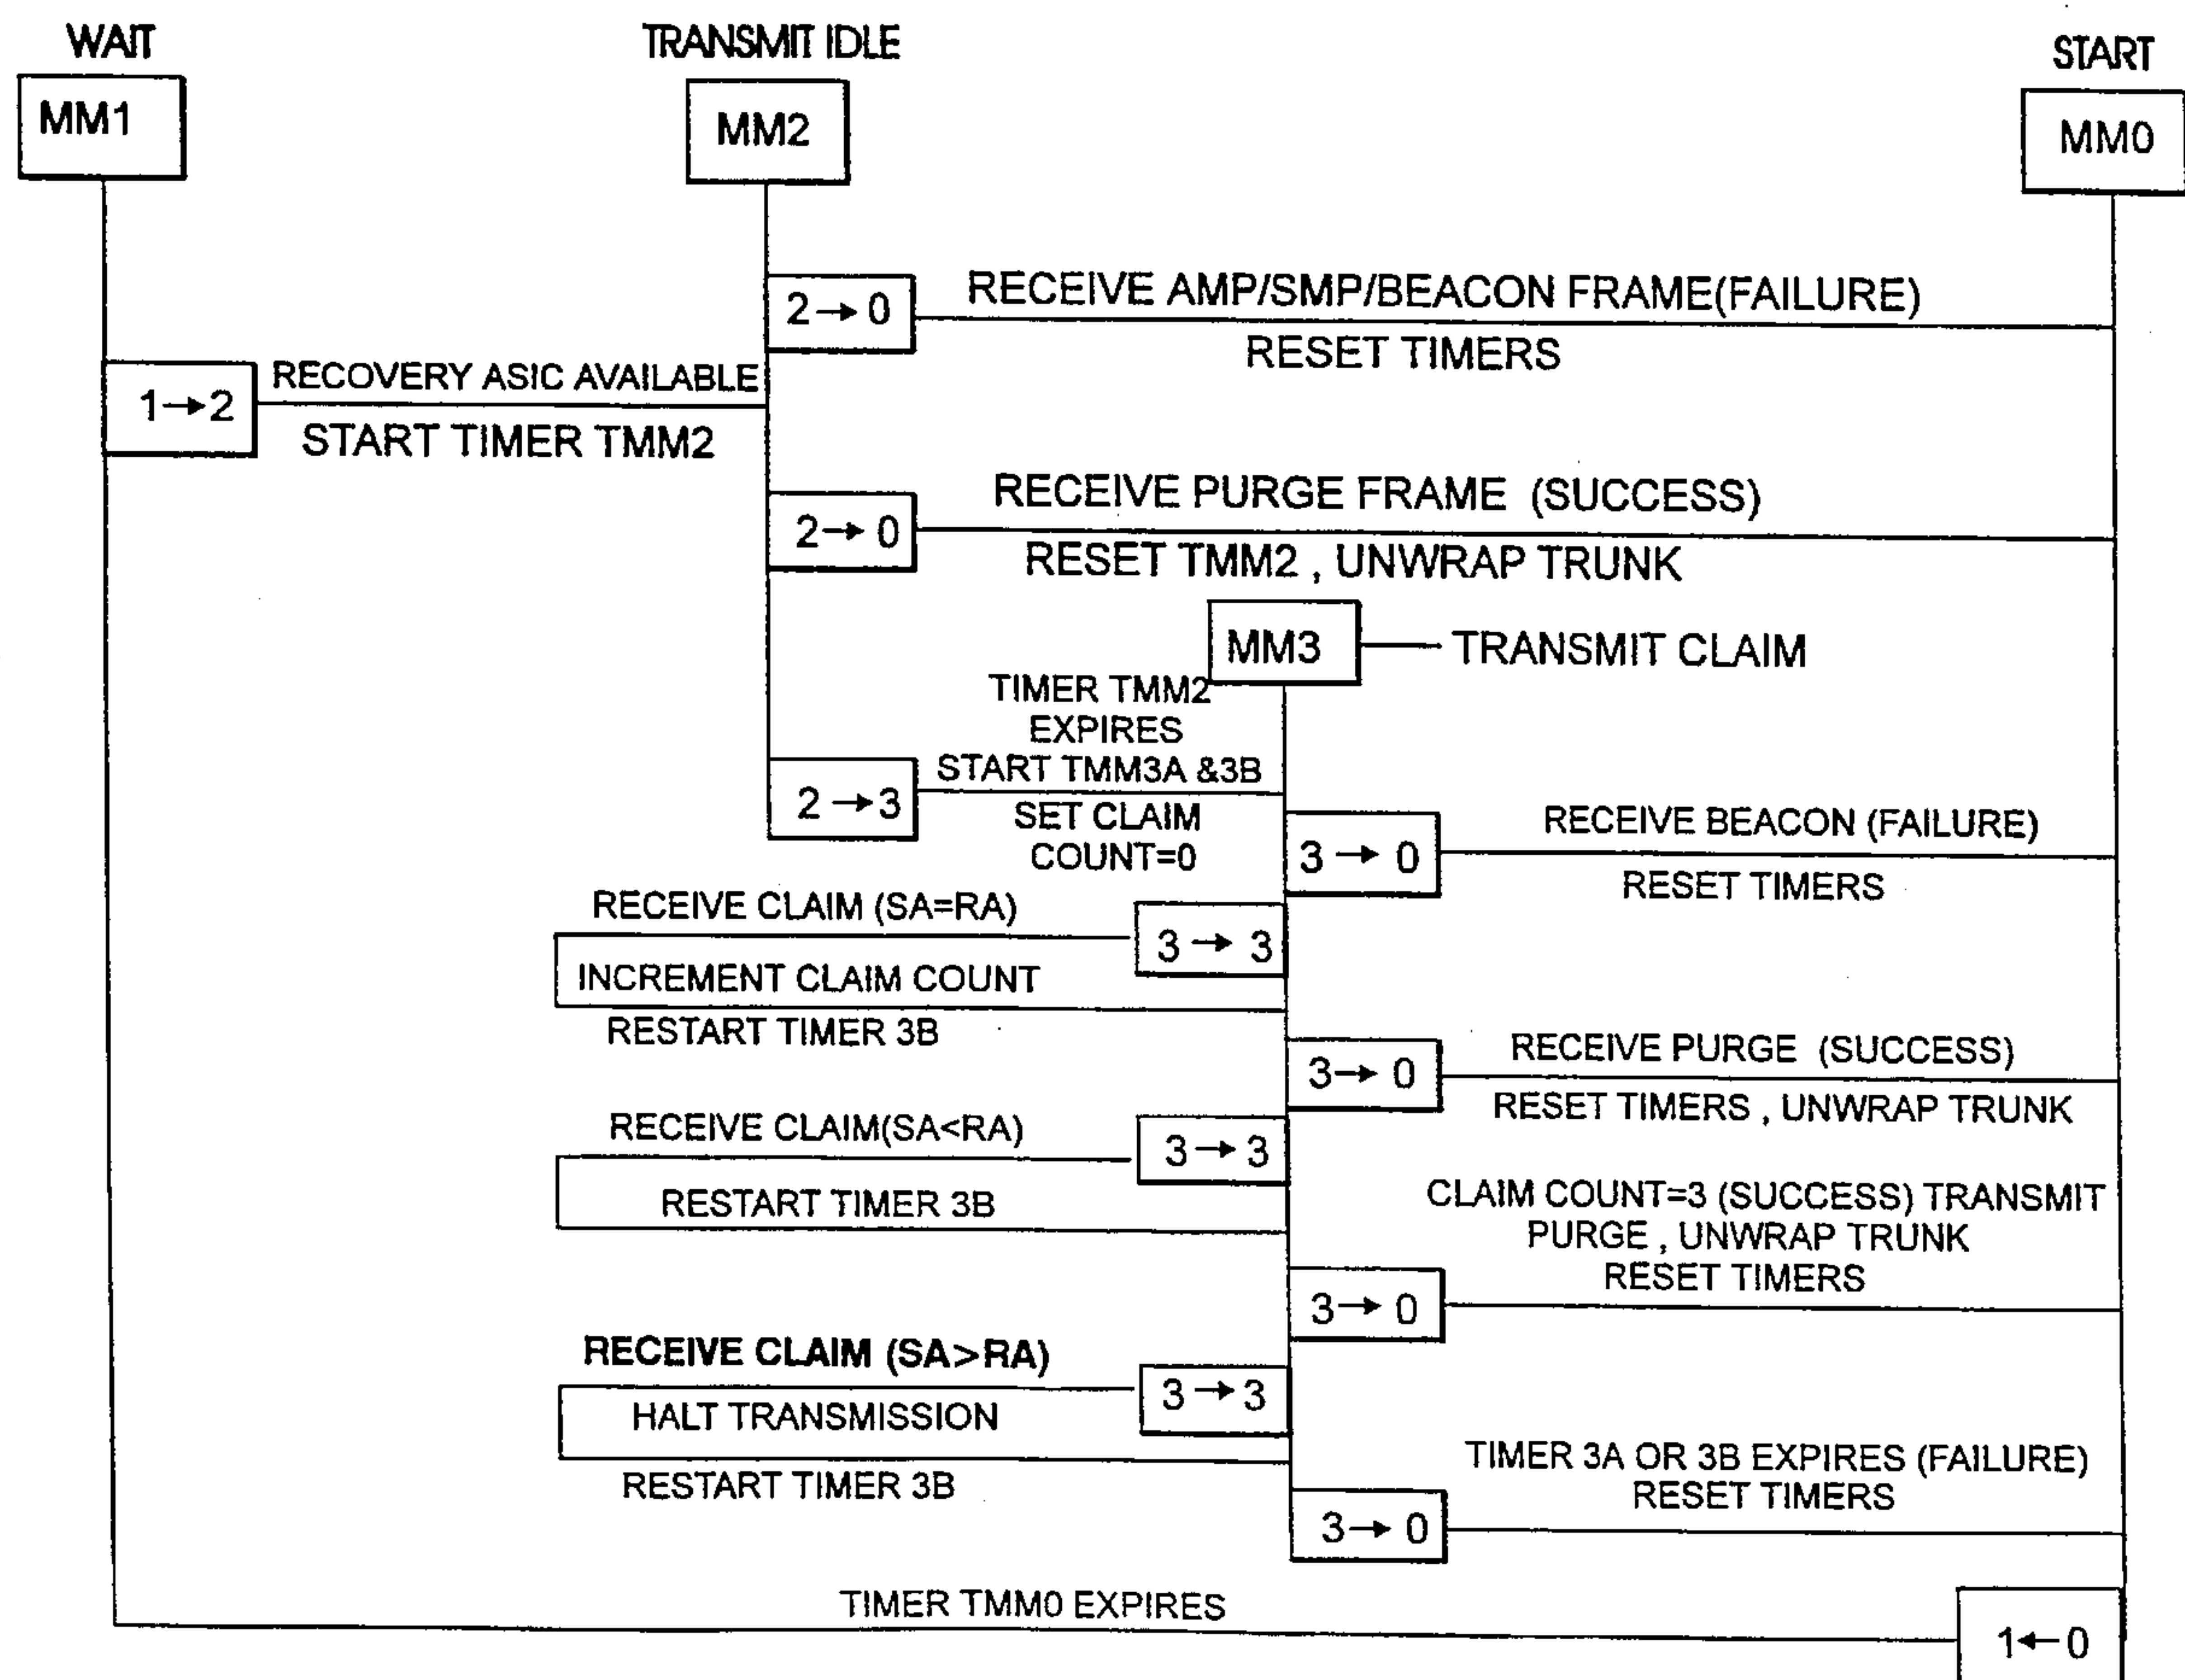 WAIT
TRANSMIT IDLE
START
MM1
MM2
MM0
2→0
RECEIVE AMP/SMP/BEACON FRAME(FAILURE)
RESET TIMERS
1→2
RECOVERY ASIC AVAILABLE
START TIMER TMM2
2→0
RECEIVE PURGE FRAME (SUCCESS)
RESET TMM2 , UNWRAP TRUNK
MM3
TRANSMIT CLAIM
TIMER TMM2
EXPIRES
START TMM3A &3B
2→3
SET CLAIM
COUNT=0
3→0
RECEIVE BEACON (FAILURE)
RESET TIMERS
RECEIVE CLAIM (SA=RA)
3→3
INCREMENT CLAIM COUNT
RESTART TIMER 3B
3→0
RECEIVE PURGE (SUCCESS)
RESET TIMERS , UNWRAP TRUNK
RECEIVE CLAIM(SA<RA)
3→3
RESTART TIMER 3B
CLAIM COUNT=3 (SUCCESS) TRANSMIT
PURGE , UNWRAP TRUNK
RESET TIMERS
3→0
RECEIVE CLAIM (SA>RA)
3→3
HALT TRANSMISSION
RESTART TIMER 3B
TIMER 3A OR 3B EXPIRES (FAILURE)
RESET TIMERS
3→0
TIMER TMM0 EXPIRES
1←0